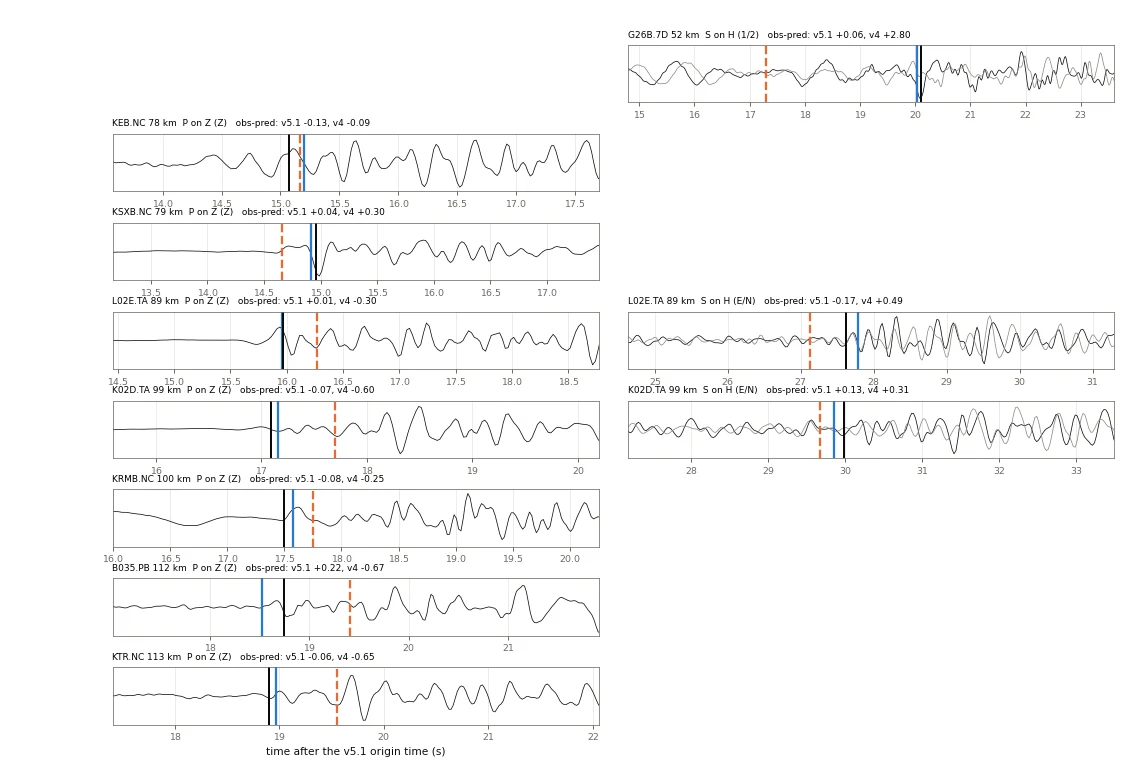 G26B.7D 52 km  S on H (1/2)   obs-pred: v5.1 +0.06, v4 +2.80
15 16 17 18 19 20 21 22 23
KEB.NC 78 km  P on Z (Z)   obs-pred: v5.1 -0.13, v4 -0.09
14.0 14.5 15.0 15.5 16.0 16.5 17.0 17.5
KSXB.NC 79 km  P on Z (Z)   obs-pred: v5.1 +0.04, v4 +0.30
13.5 14.0 14.5 15.0 15.5 16.0 16.5 17.0
L02E.TA 89 km  P on Z (Z)   obs-pred: v5.1 +0.01, v4 -0.30
14.5 15.0 15.5 16.0 16.5 17.0 17.5 18.0 18.5
L02E.TA 89 km  S on H (E/N)   obs-pred: v5.1 -0.17, v4 +0.49
25 26 27 28 29 30 31
K02D.TA 99 km  P on Z (Z)   obs-pred: v5.1 -0.07, v4 -0.60
16 17 18 19 20
K02D.TA 99 km  S on H (E/N)   obs-pred: v5.1 +0.13, v4 +0.31
28 29 30 31 32 33
KRMB.NC 100 km  P on Z (Z)   obs-pred: v5.1 -0.08, v4 -0.25
16.0 16.5 17.0 17.5 18.0 18.5 19.0 19.5 20.0
B035.PB 112 km  P on Z (Z)   obs-pred: v5.1 +0.22, v4 -0.67
18 19 20 21
KTR.NC 113 km  P on Z (Z)   obs-pred: v5.1 -0.06, v4 -0.65
18 19 20 21 22
time after the v5.1 origin time (s)